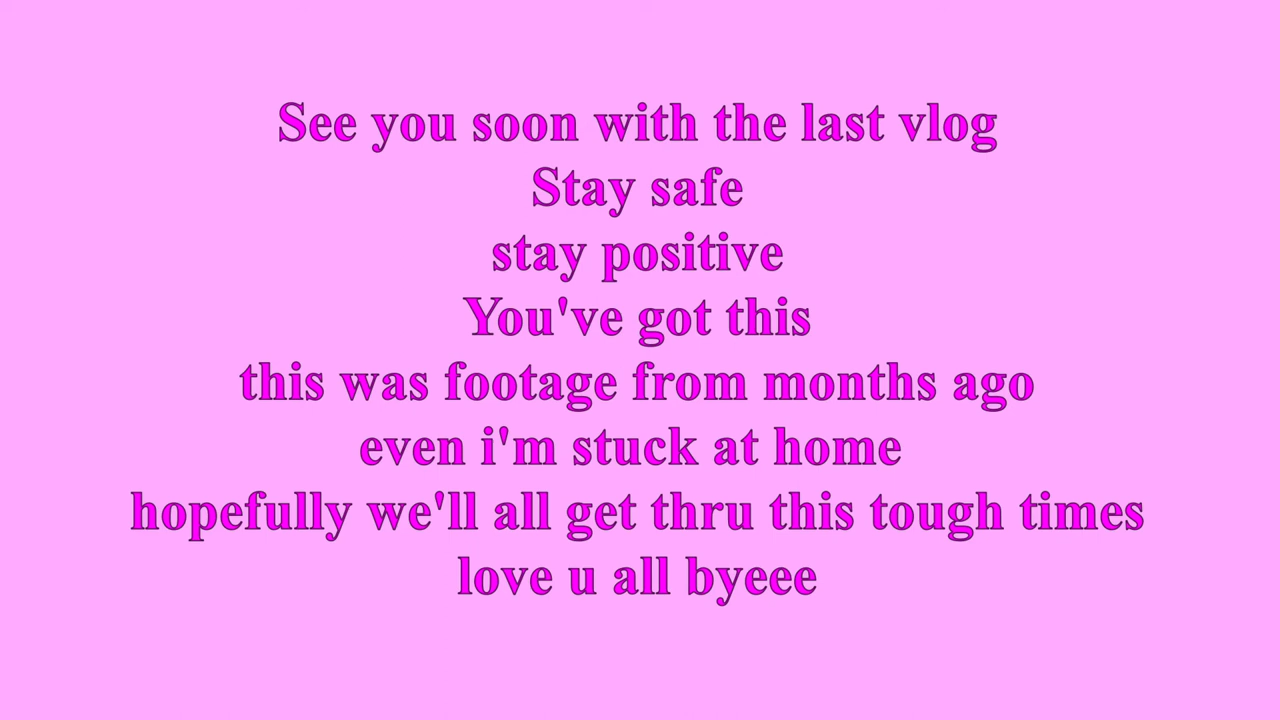 See you soon with the last vlog
Stay safe
stay positive
You've got this
this was footage from months ago
even i'm stuck at home
hopefully we'll all get thru this tough times
love u all byeee